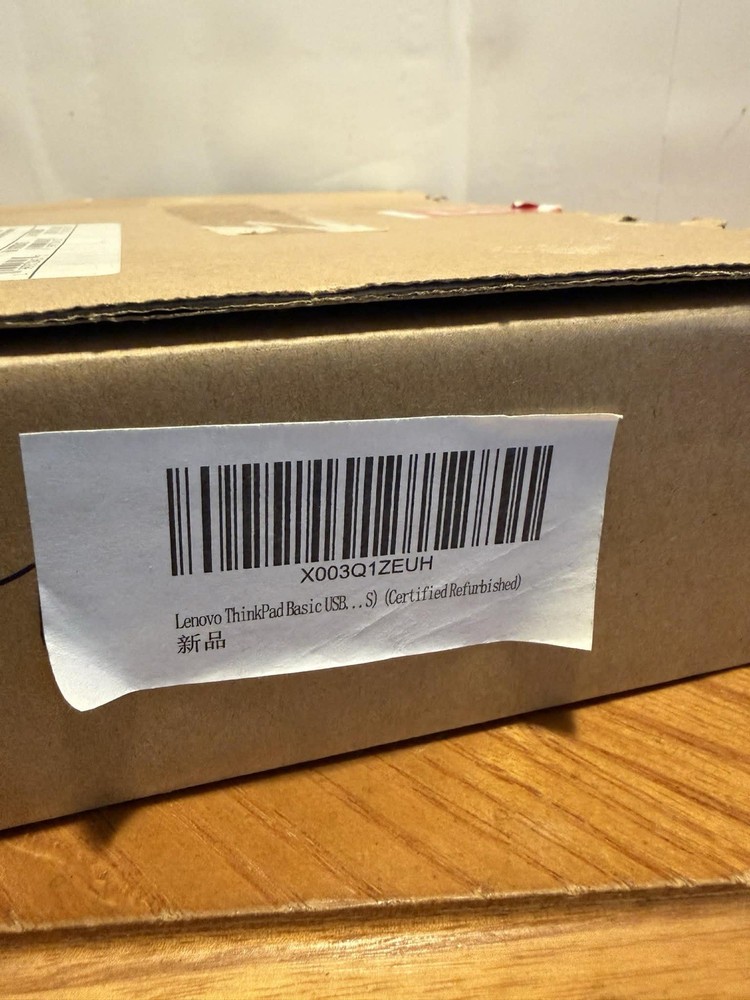 X003Q1ZEUH
Lenovo ThinkPad Basic USB...S) (Certified Refurbished)
新品